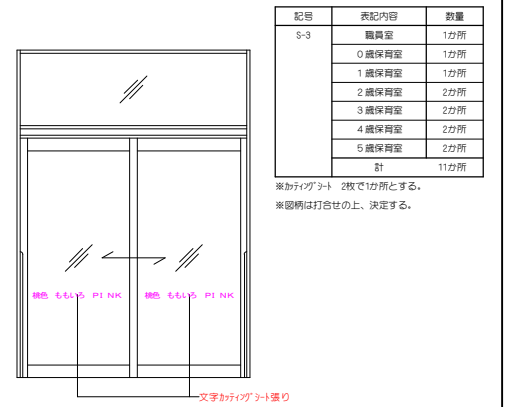 記号 表記内容 数量
S-3 職員室 1か所
0歳保育室 1か所
1歳保育室 1か所
2歳保育室 2か所
3歳保育室 2か所
4歳保育室 2か所
5歳保育室 2か所
計 11か所
※ｶｯﾃｨﾝｸﾞｼｰﾄ 2枚で1か所とする。
※図柄は打合せの上、決定する。
桃色 ももいろ PINK 桃色 ももいろ PINK
文字ｶｯﾃｨﾝｸﾞｼｰﾄ張り